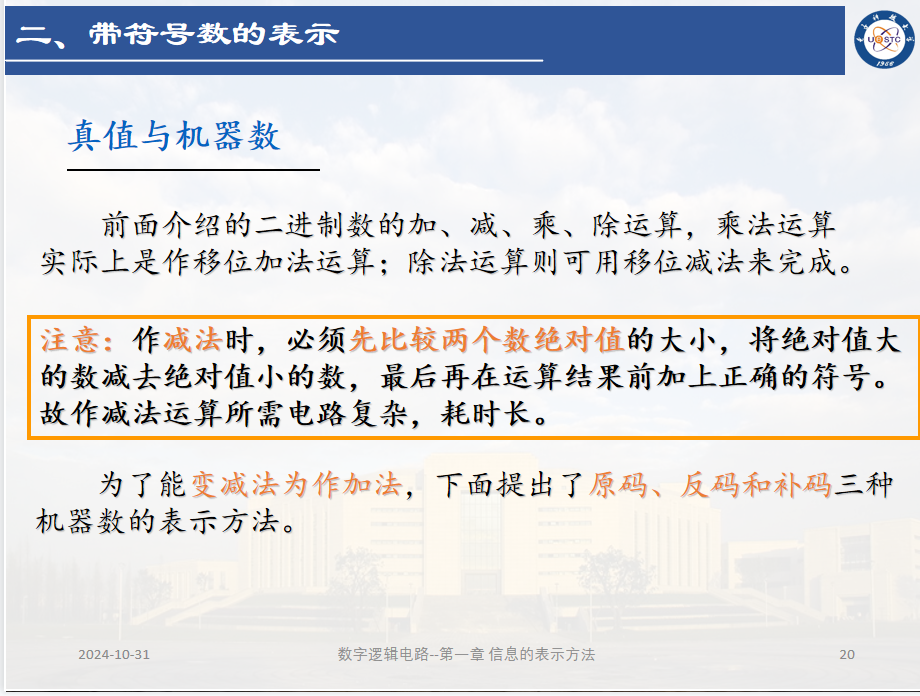 二、带符号数的表示
UESTC
1956
真值与机器数
前面介绍的二进制数的加、减、乘、除运算，乘法运算
实际上是作移位加法运算；除法运算则可用移位减法来完成。
注意：作减法时，必须先比较两个数绝对值的大小，将绝对值大
的数减去绝对值小的数，最后再在运算结果前加上正确的符号。
故作减法运算所需电路复杂，耗时长。
为了能变减法为作加法，下面提出了原码、反码和补码三种
机器数的表示方法。
2024-10-31
数字逻辑电路--第一章 信息的表示方法
20